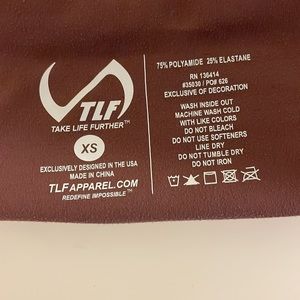 TLF
TAKE LIFE FURTHER™
XS
EXCLUSIVELY DESIGNED IN THE USA
MADE IN CHINA
TLFAPPAREL.COM
REDEFINE IMPOSSIBLE™
75% POLYAMIDE 25% ELASTANE
RN 136414
#35030 / PO# 626
EXCLUSIVE OF DECORATION
WASH INSIDE OUT
MACHINE WASH COLD
WITH LIKE COLORS
DO NOT BLEACH
DO NOT USE SOFTENERS
LINE DRY
DO NOT TUMBLE DRY
DO NOT IRON